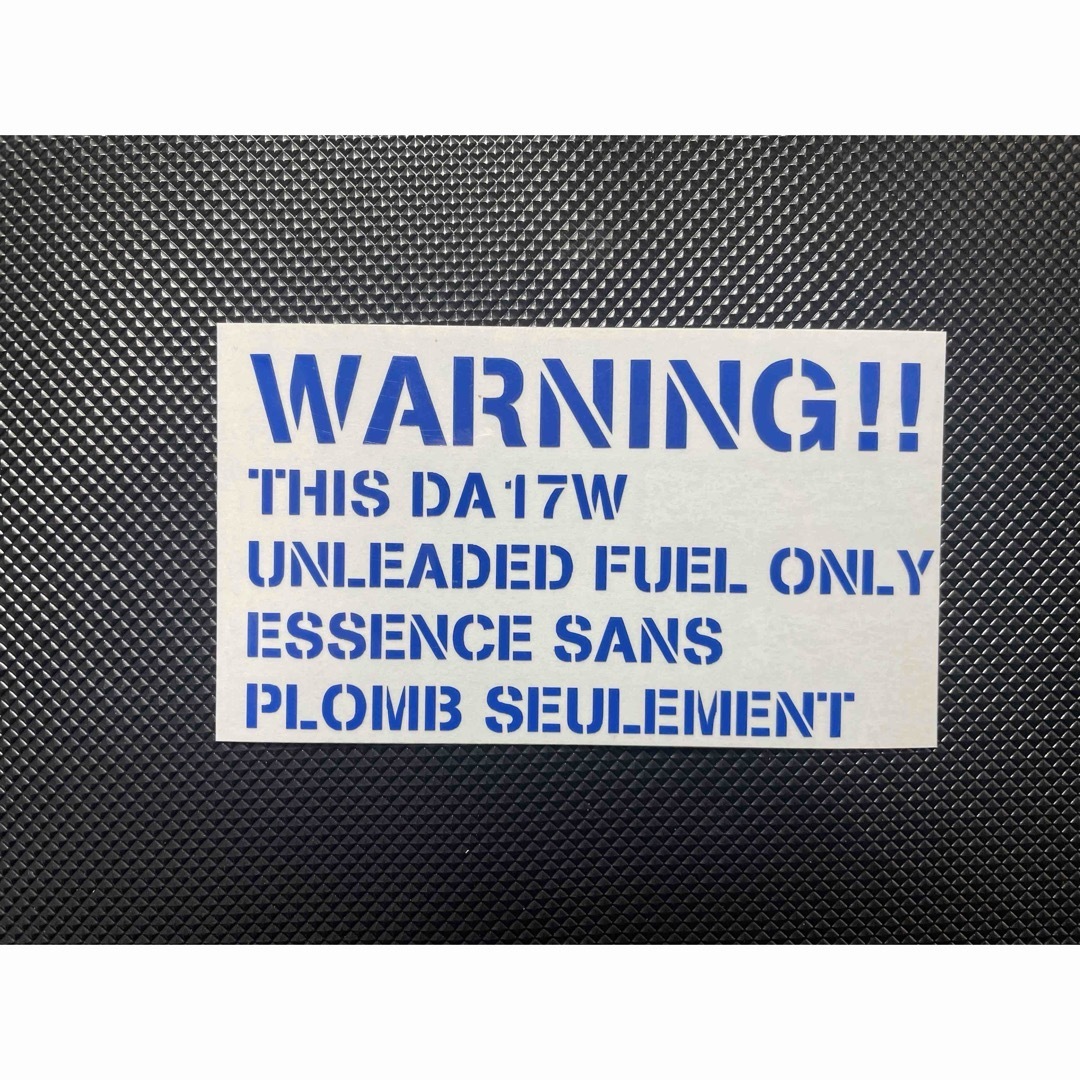 WARNING!!
THIS DA17W
UNLEADED FUEL ONLY
ESSENCE SANS
PLOMB SEULEMENT